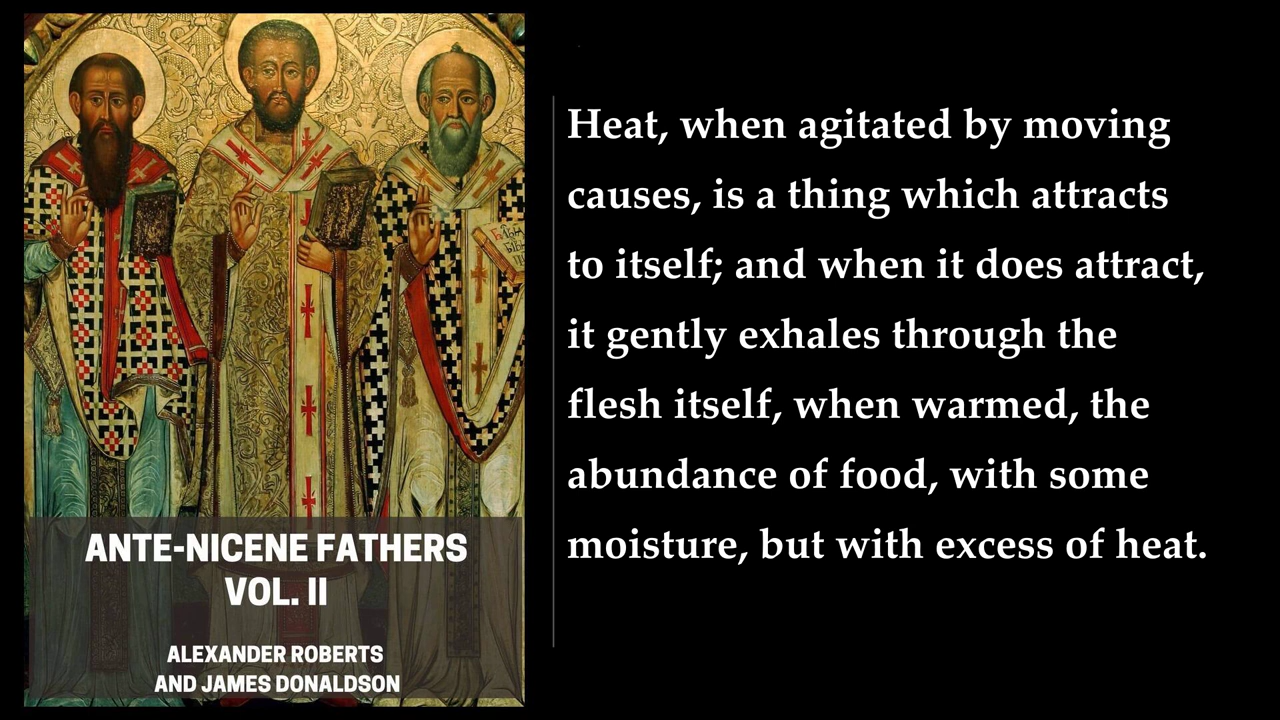 ANTE-NICENE FATHERS
VOL. II
ALEXANDER ROBERTS
AND JAMES DONALDSON
Heat, when agitated by moving
causes, is a thing which attracts
to itself; and when it does attract,
it gently exhales through the
flesh itself, when warmed, the
abundance of food, with some
moisture, but with excess of heat.